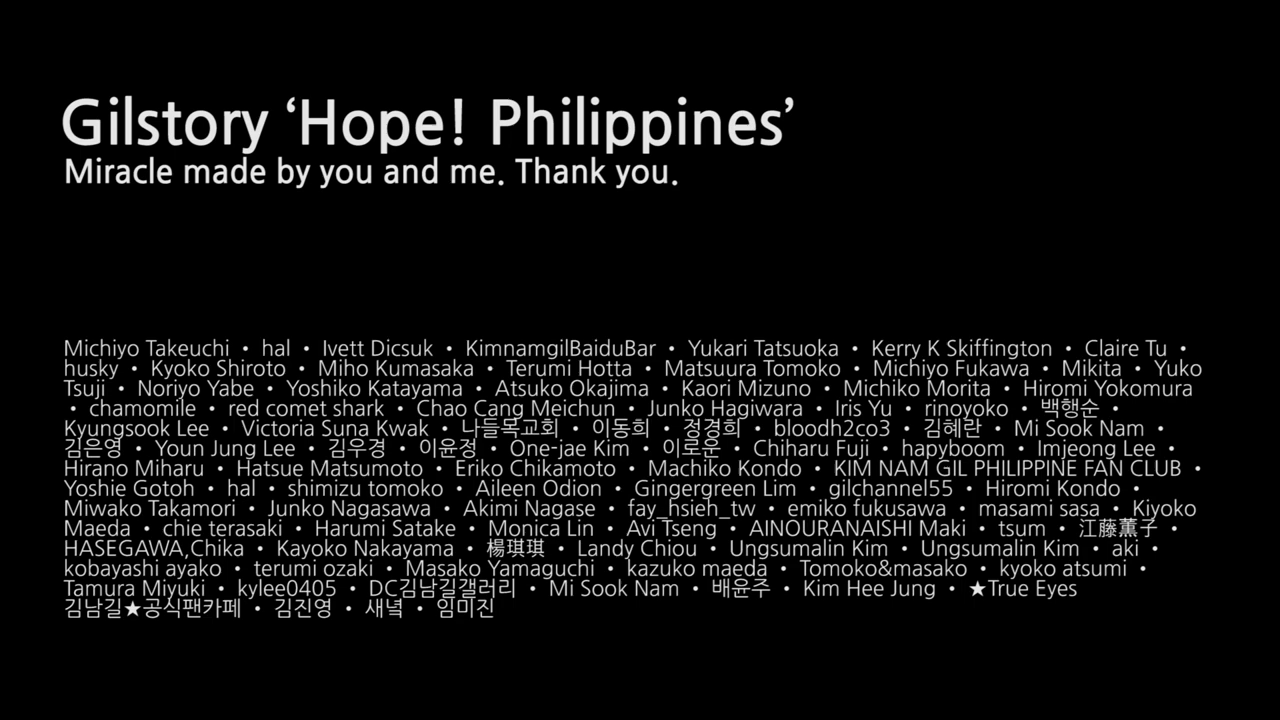 Gilstory ‘Hope! Philippines’
Miracle made by you and me. Thank you.
Michiyo Takeuchi • hal • Ivett Dicsuk • KimnamgilBaiduBar • Yukari Tatsuoka • Kerry K Skiffington • Claire Tu •
husky • Kyoko Shiroto • Miho Kumasaka • Terumi Hotta • Matsuura Tomoko • Michiyo Fukawa • Mikita • Yuko
Tsuji • Noriyo Yabe • Yoshiko Katayama • Atsuko Okajima • Kaori Mizuno • Michiko Morita • Hiromi Yokomura
• chamomile • red comet shark • Chao Cang Meichun • Junko Hagiwara • Iris Yu • rinoyoko • 백행순 •
Kyungsook Lee • Victoria Suna Kwak • 나들목교회 • 이동희 • 정경희 • bloodh2co3 • 김혜란 • Mi Sook Nam •
김은영 • Youn Jung Lee • 김우경 • 이윤정 • One-jae Kim • 이로운 • Chiharu Fuji • hapyboom • Imjeong Lee •
Hirano Miharu • Hatsue Matsumoto • Eriko Chikamoto • Machiko Kondo • KIM NAM GIL PHILIPPINE FAN CLUB •
Yoshie Gotoh • hal • shimizu tomoko • Aileen Odion • Gingergreen Lim • gilchannel55 • Hiromi Kondo •
Miwako Takamori • Junko Nagasawa • Akimi Nagase • fay_hsieh_tw • emiko fukusawa • masami sasa • Kiyoko
Maeda • chie terasaki • Harumi Satake • Monica Lin • Avi Tseng • AINOURANAISHI Maki • tsum • 江藤薫子 •
HASEGAWA,Chika • Kayoko Nakayama • 楊琪琪 • Landy Chiou • Ungsumalin Kim • Ungsumalin Kim • aki •
kobayashi ayako • terumi ozaki • Masako Yamaguchi • kazuko maeda • Tomoko&masako • kyoko atsumi •
Tamura Miyuki • kylee0405 • DC김남길갤러리 • Mi Sook Nam • 배윤주 • Kim Hee Jung • ★True Eyes
김남길★공식팬카페 • 김진영 • 새녘 • 임미진